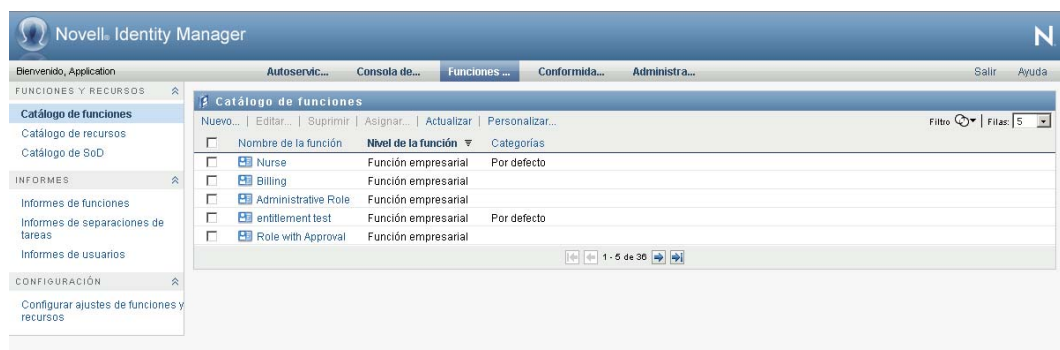 Novell® Identity Manager
N
Bienvenido, Application
Autoservic... Consola de... Funciones ... Conformida... Administra...
Salir Ayuda
FUNCIONES Y RECURSOS
Catálogo de funciones
Catálogo de recursos
Catálogo de SoD
INFORMES
Informes de funciones
Informes de separaciones de
tareas
Informes de usuarios
CONFIGURACIÓN
Configurar ajustes de funciones y
recursos
Catálogo de funciones
Nuevo... | Editar... | Suprimir | Asignar... | Actualizar | Personalizar...
Filtro | Filas: 5
Nombre de la función Nivel de la función Categorías
Nurse Función empresarial Por defecto
Billing Función empresarial
Administrative Role Función empresarial
entitlement test Función empresarial Por defecto
Role with Approval Función empresarial
1 - 5 de 36